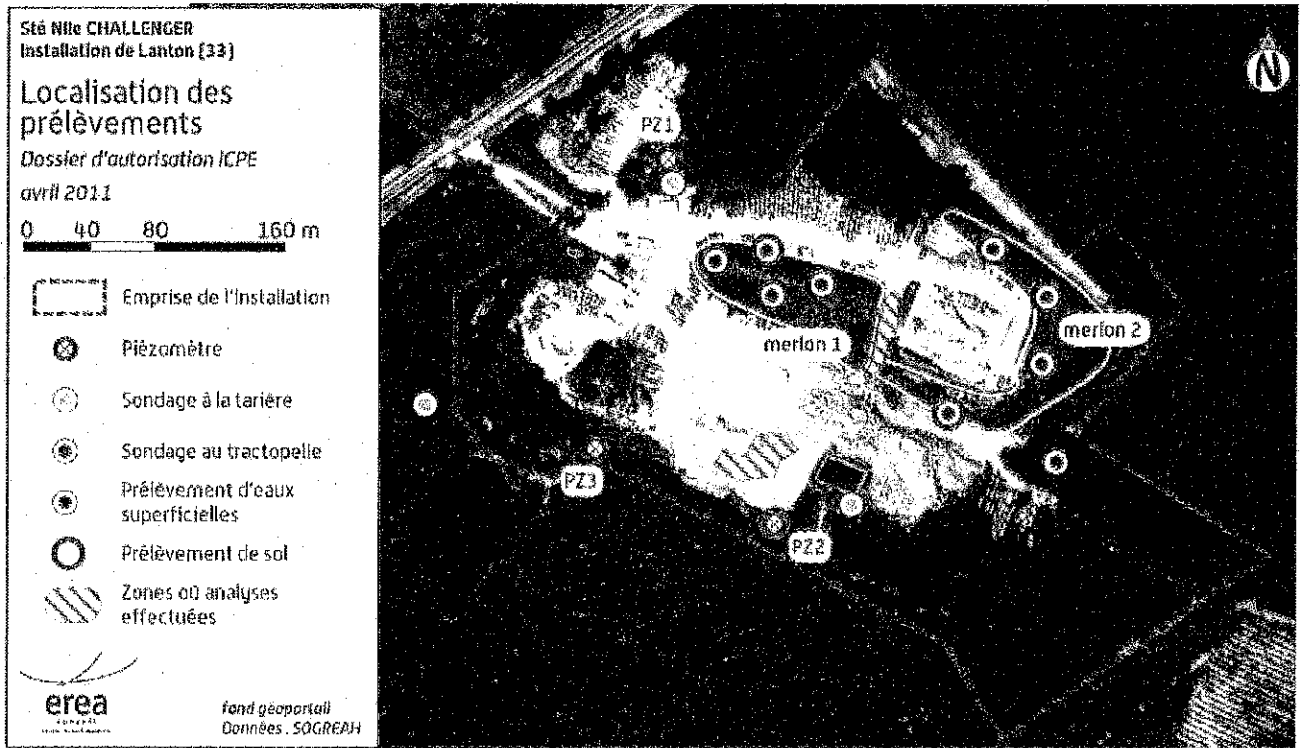 Sté Nile CHALLENGER
Installation de Lanton (33)
Localisation des
prélèvements
Dossier d'autorisation ICPE
avril 2011
0 40 80 160 m
Emprise de l'installation
Piézomètre
Sondage à la tarière
Sondage au tractopelle
Prélèvement d'eaux
superficielles
Prélèvement de sol
Zones où analyses
effectuées
erea
fond géoportail
Données . SOGREAH
N
PZ1
merlon 1
merlon 2
PZ3
PZ2